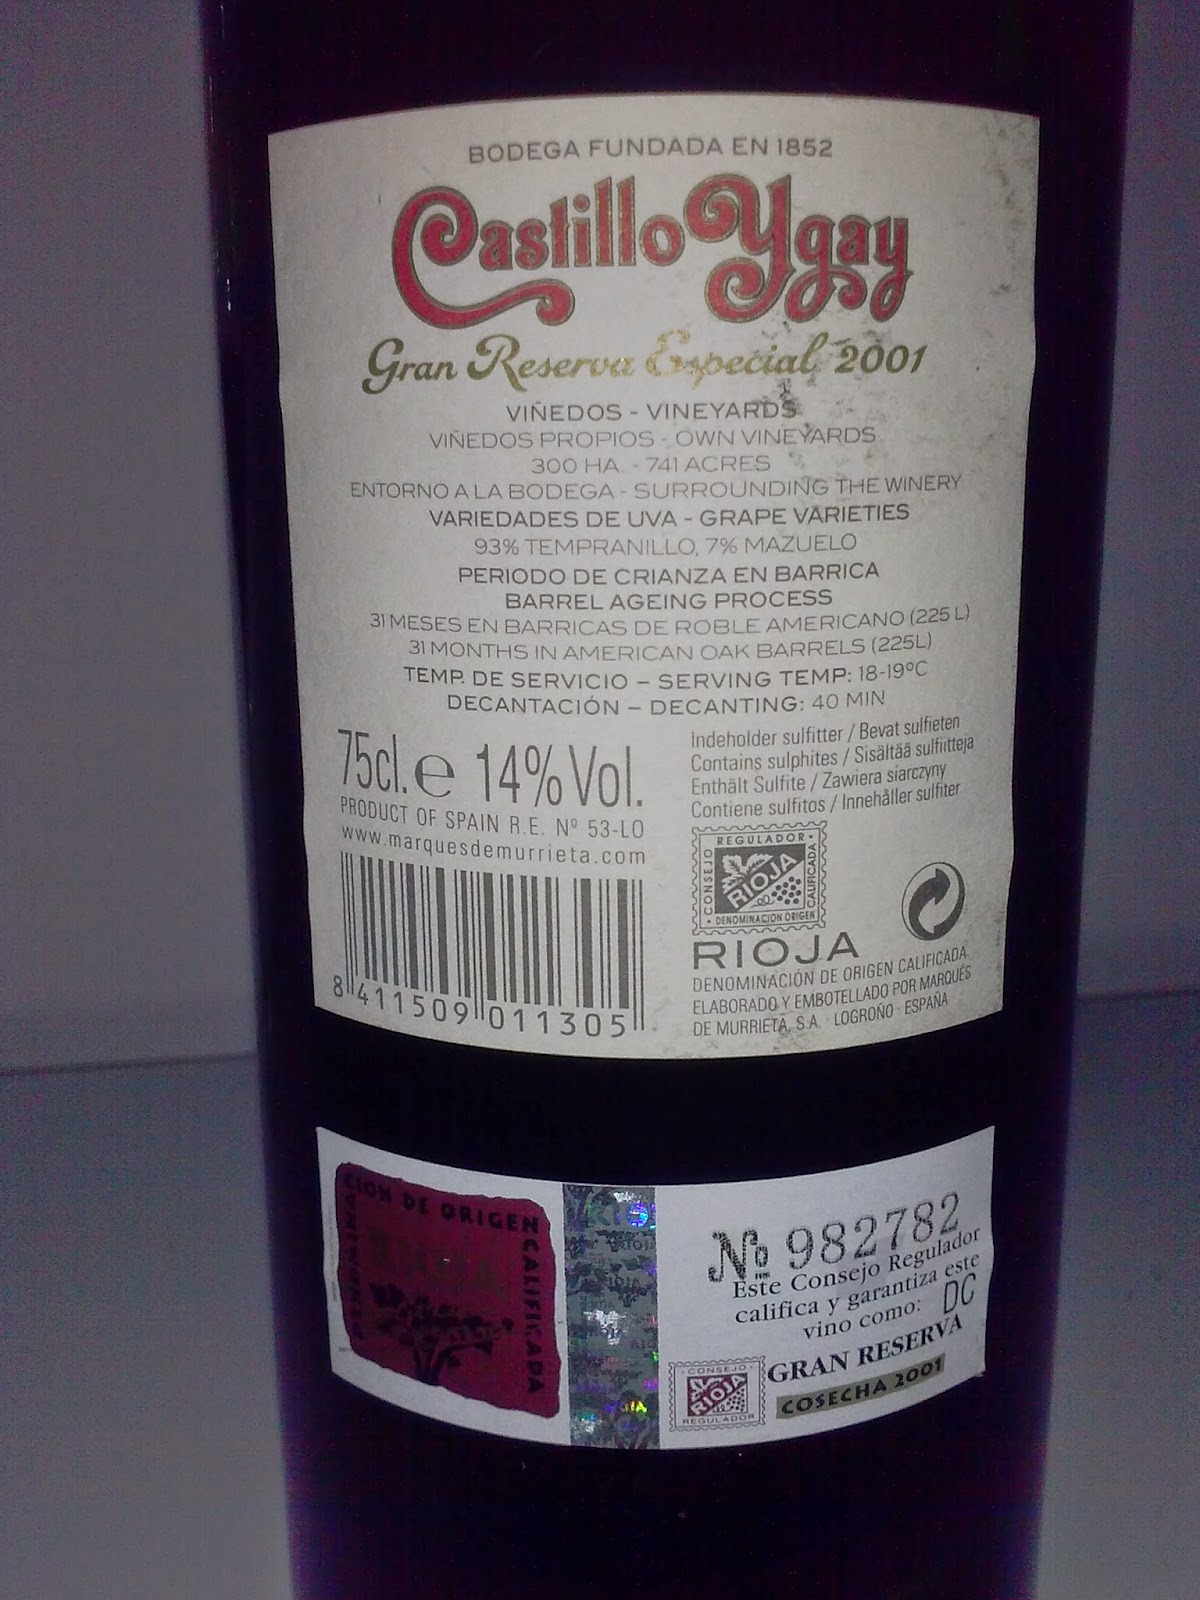 BODEGA FUNDADA EN 1852
Castillo Ygay
Gran Reserva Especial 2001
VIÑEDOS - VINEYARDS
VIÑEDOS PROPIOS - OWN VINEYARDS
300 HA. - 741 ACRES
ENTORNO A LA BODEGA - SURROUNDING THE WINERY
VARIEDADES DE UVA - GRAPE VARIETIES
93% TEMPRANILLO, 7% MAZUELO
PERIODO DE CRIANZA EN BARRICA
BARREL AGEING PROCESS
31 MESES EN BARRICAS DE ROBLE AMERICANO (225 L)
31 MONTHS IN AMERICAN OAK BARRELS (225L)
TEMP. DE SERVICIO – SERVING TEMP: 18-19ºC
DECANTACIÓN – DECANTING: 40 MIN
75cl. e 14% Vol.
PRODUCT OF SPAIN R.E. Nº 53-LO
www.marquesdemurrieta.com
8 411509 011305
Indeholder sulfitter / Bevat sulfieten
Contains sulphites / Sisältää sulfiitteja
Enthält Sulfite / Zawiera siarczyny
Contiene sulfitos / Innehåller sulfiter
CONSEJO
REGULADOR
RIOJA
CALIFICADA
DENOMINACION ORIGEN
RIOJA
DENOMINACIÓN DE ORIGEN CALIFICADA
ELABORADO Y EMBOTELLADO POR MARQUÉS
DE MURRIETA, S.A. · LOGROÑO · ESPAÑA
CION DE ORIGEN
CALIFICADA
RIOJA
Nº 982782
Este Consejo Regulador
califica y garantiza este
vino como: DC
GRAN RESERVA
COSECHA 2001
CONSEJO
RIOJA
REGULADOR